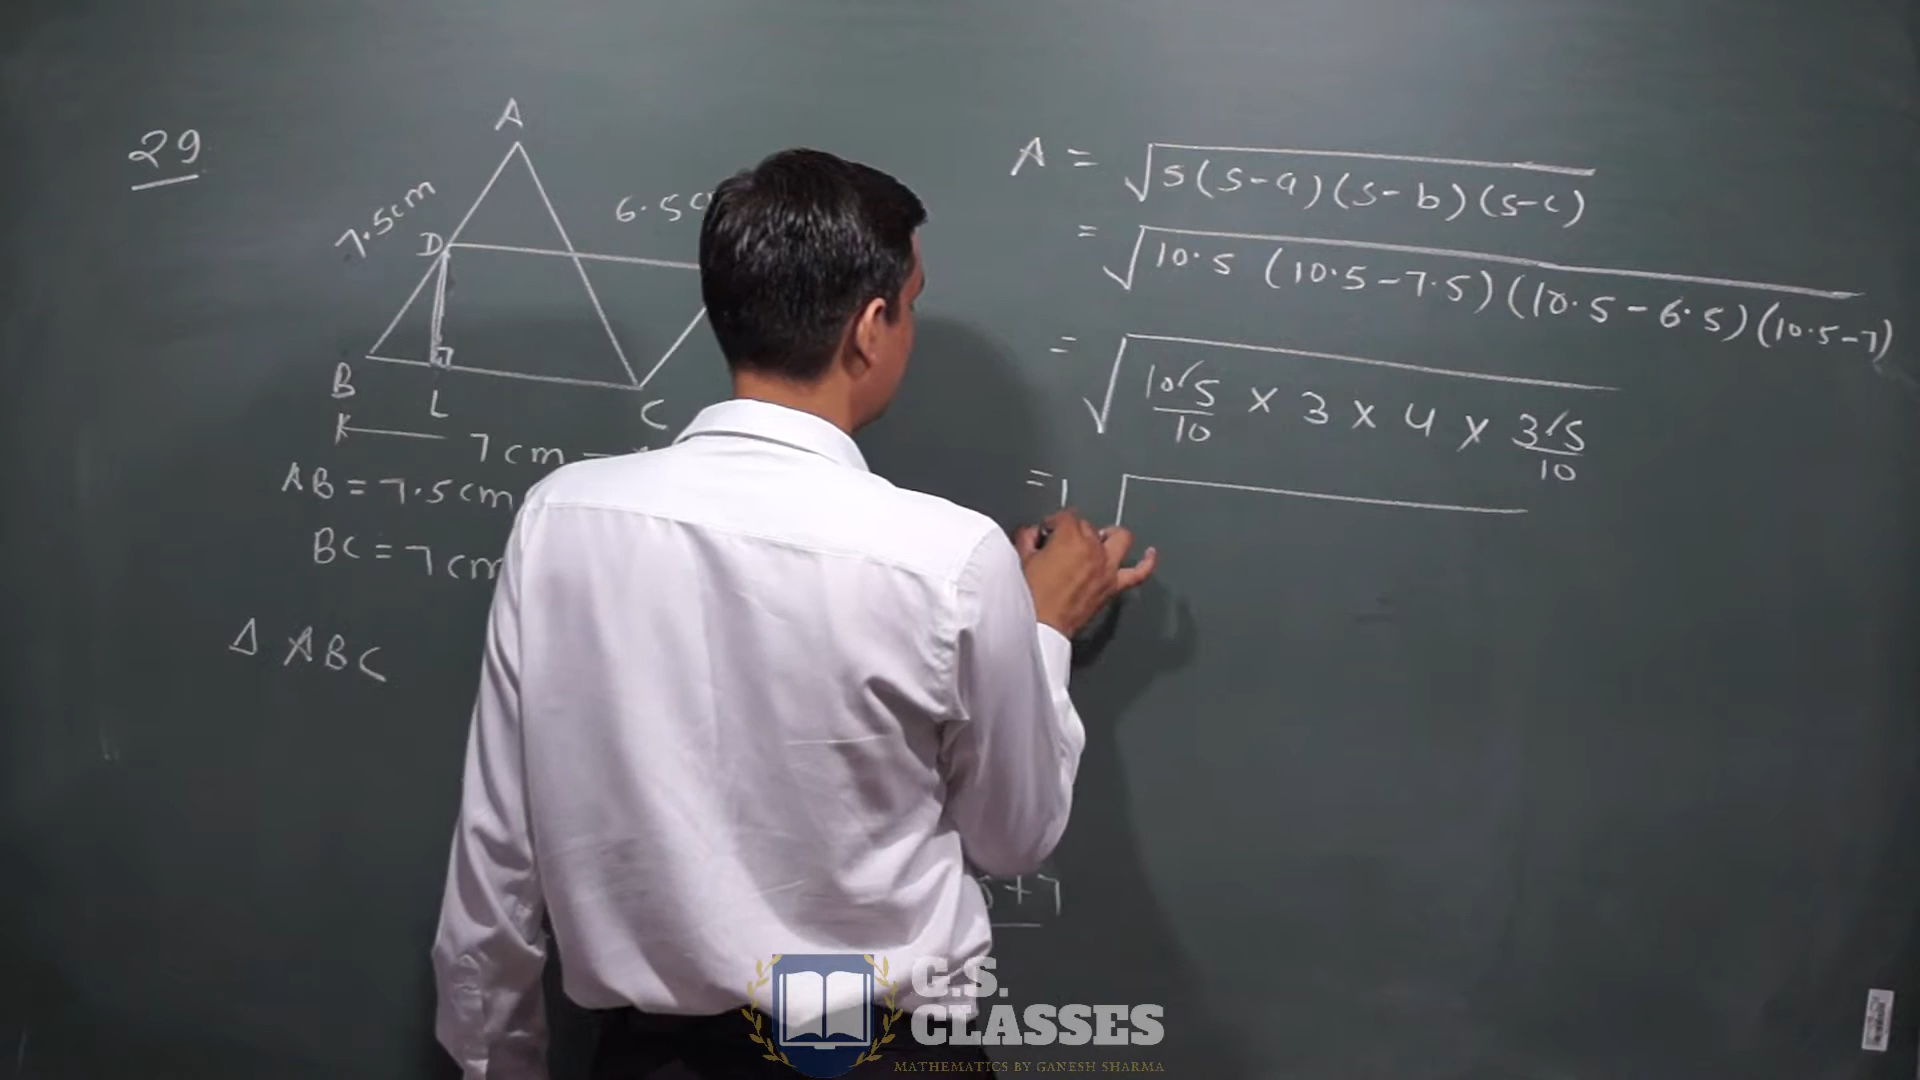 29
A
7.5cm
6.5c
D
B
L
C
7cm
AB = 7.5cm
BC = 7cm
Δ ABC
A = √s(s-a)(s-b)(s-c)
= √10.5 (10.5-7.5)(10.5-6.5)(10.5-7)
= √10.5/10 × 3 × 4 × 3.5/10
= 1
+7
G.S.
CLASSES
MATHEMATICS BY GANESH SHARMA